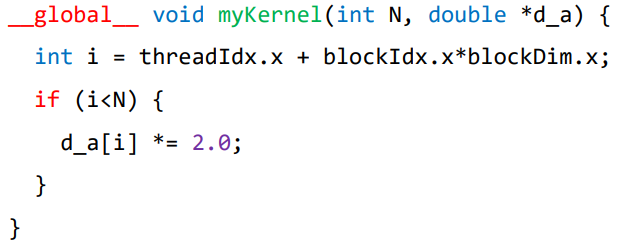 __global__ void myKernel(int N, double *d_a) {
  int i = threadIdx.x + blockIdx.x*blockDim.x;
  if (i<N) {
    d_a[i] *= 2.0;
  }
}